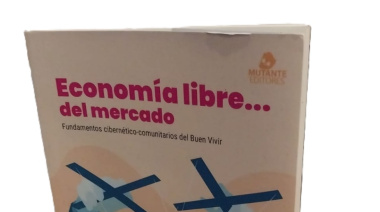 MUTANTE
EDITORES
Economía libre...
del mercado
Fundamentos cibernético-comunitarios del Buen Vivir